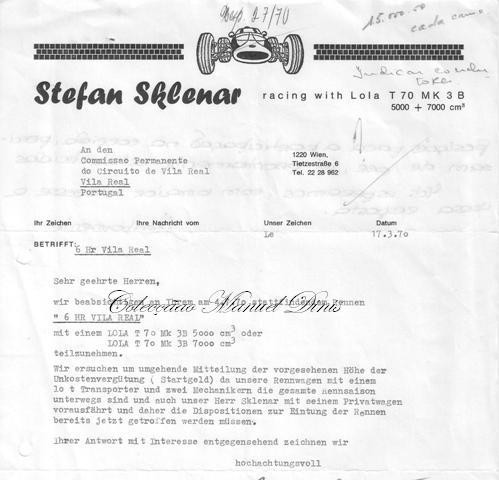 27/70
15.000.00
cada carro
Indicar
Stefan Sklenar racing with Lola T 70 MK 3 B
5000 + 7000 cm³
An den
Commissao Permanente
do Circuito de Vila Real
Vila Real
Portugal
1220 Wien,
Tietzestraße 6
Tel. 22 28 962
Ihr Zeichen Ihre Nachricht vom Unser Zeichen Datum
Le 17.3.70
BETRIFFT: 6 Hr Vila Real
Sehr geehrte Herren,
wir beabsichtigen an Ihrem am stattfindenden Rennen
Colecção Manuel Dinis
" 6 HR VILA REAL"
mit einem LOLA T 7o Mk 3B 5ooo cm³ oder
LOLA T 7o MK 3B 7ooo cm³
teilzunehmen.
Wir ersuchen um umgehende Mitteilung der vorgesehenen Höhe der
Unkostenvergütung ( Startgeld) da unsere Rennwagen mit einem
lo t Transporter und zwei Mechanikern die gesamte Rennsaison
unterwegs sind und auch unser Herr Sklenar mit seinem Privatwagen
vorausfährt und daher die Dispositionen zur Eintung der Rennen
bereits jetzt getroffen werden müssen.
Ihrer Antwort mit Interesse entgegensehend zeichnen wir
hochachtungsvoll